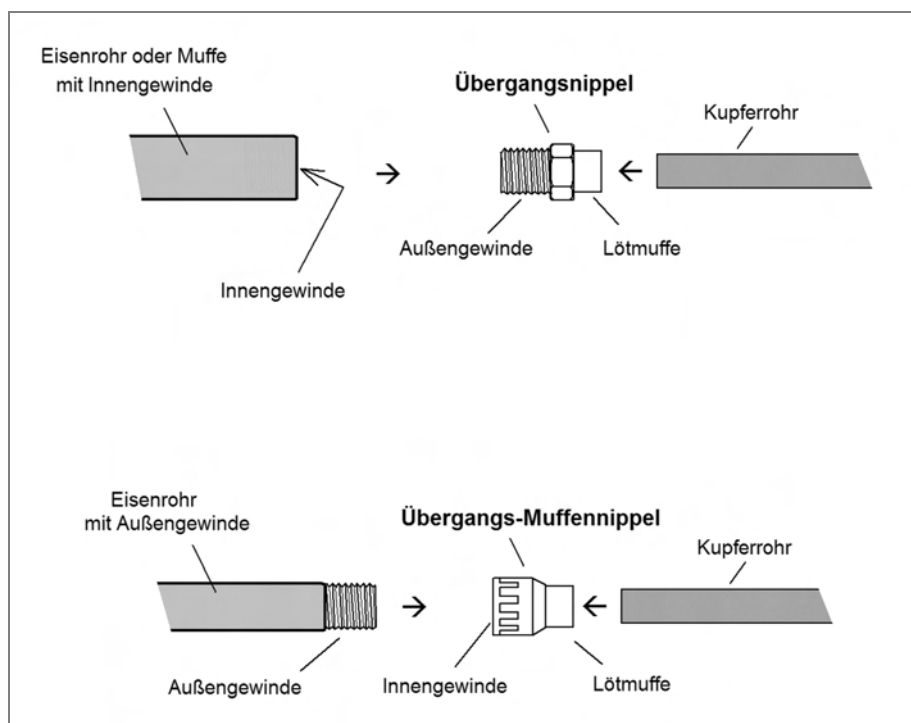 Eisenrohr oder Muffe
mit Innengewinde
Übergangsnippel
Kupferrohr
Außengewinde
Lötmuffe
Innengewinde
Eisenrohr
mit Außengewinde
Übergangs-Muffennippel
Kupferrohr
Außengewinde
Innengewinde
Lötmuffe